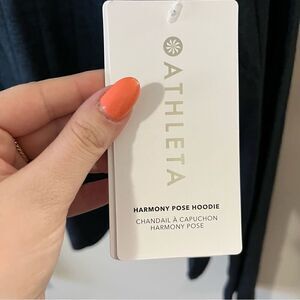 ATHLETA
HARMONY POSE HOODIE
CHANDAIL À CAPUCHON
HARMONY POSE